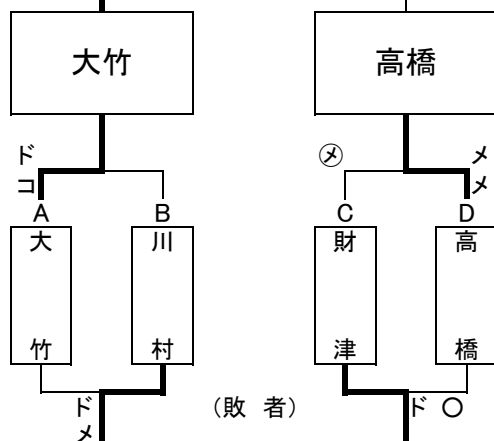 大竹 高橋
ド ㋱ メ
コ メ
A B C D
大 川 財 高
竹 村 津 橋
ド (敗 者) ド 〇
メ